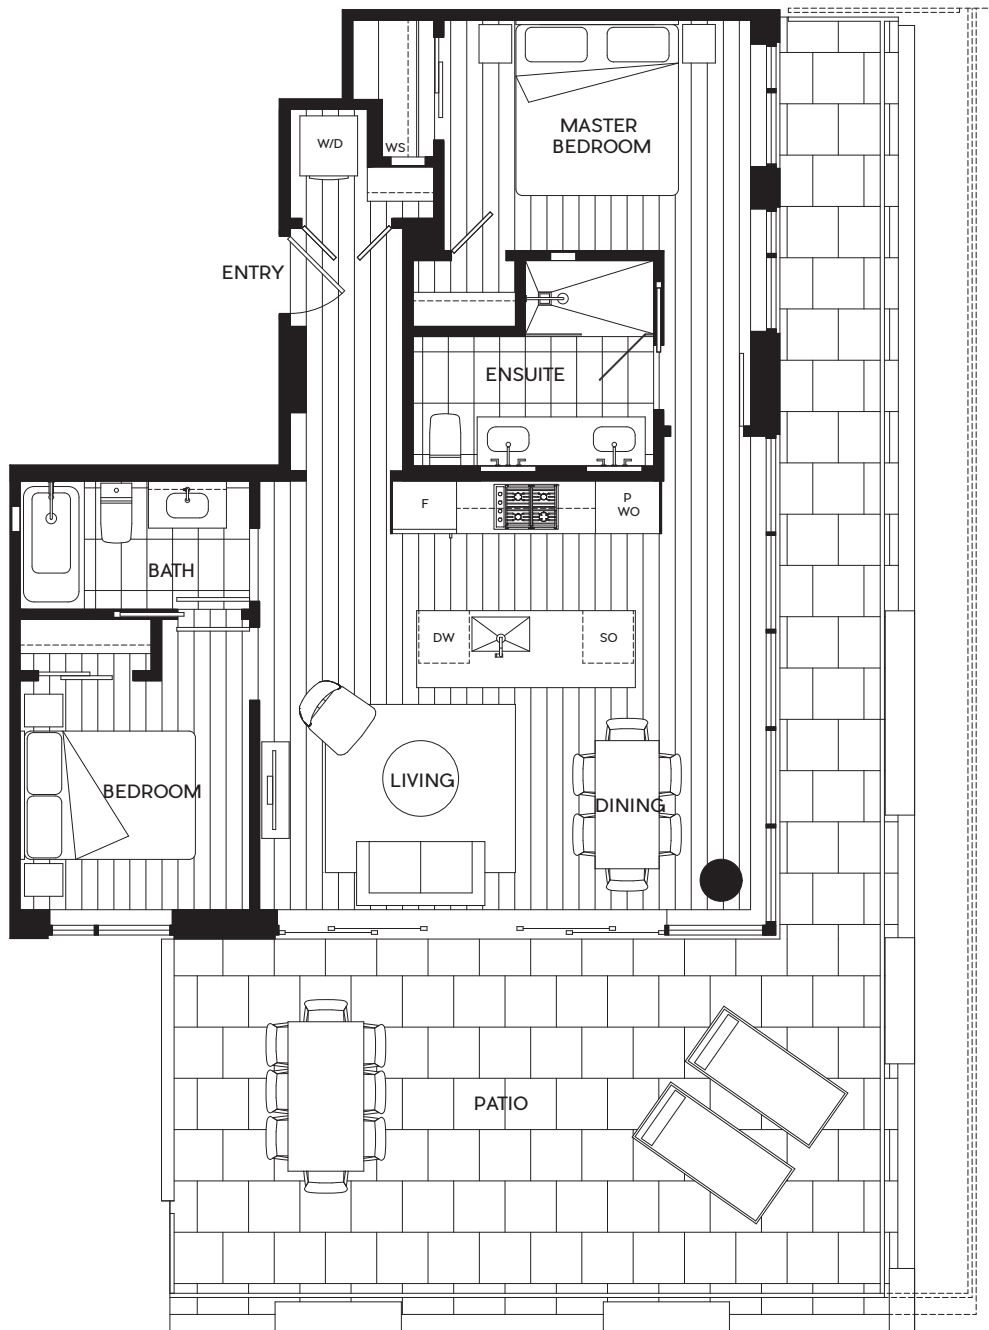 MASTER
BEDROOM
W/D
WS
ENTRY
ENSUITE
F
P
WO
BATH
DW
SO
LIVING
BEDROOM
DINING
PATIO